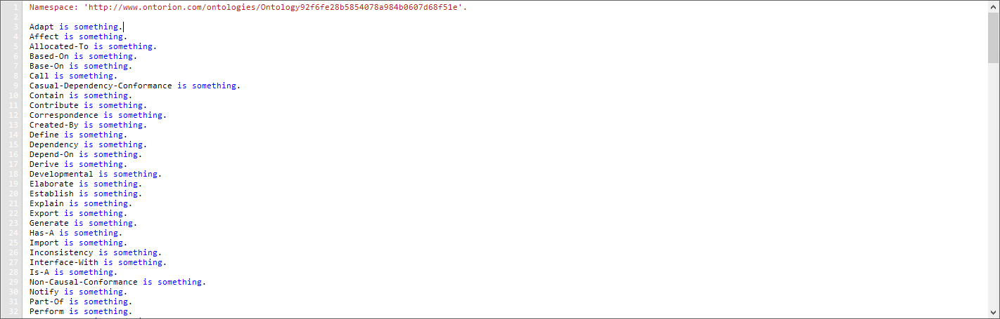 1 Namespace: 'http://www.ontorion.com/ontologies/Ontology92f6fe28b5854078a984b0607d68f51e'.
2
3 Adapt is something.
4 Affect is something.
5 Allocated-To is something.
6 Based-On is something.
7 Base-On is something.
8 Call is something.
9 Casual-Dependency-Conformance is something.
10 Contain is something.
11 Contribute is something.
12 Correspondence is something.
13 Created-By is something.
14 Define is something.
15 Dependency is something.
16 Depend-On is something.
17 Derive is something.
18 Developmental is something.
19 Elaborate is something.
20 Establish is something.
21 Explain is something.
22 Export is something.
23 Generate is something.
24 Has-A is something.
25 Import is something.
26 Inconsistency is something.
27 Interface-With is something.
28 Is-A is something.
29 Non-Causal-Conformance is something.
30 Notify is something.
31 Part-Of is something.
32 Perform is something.